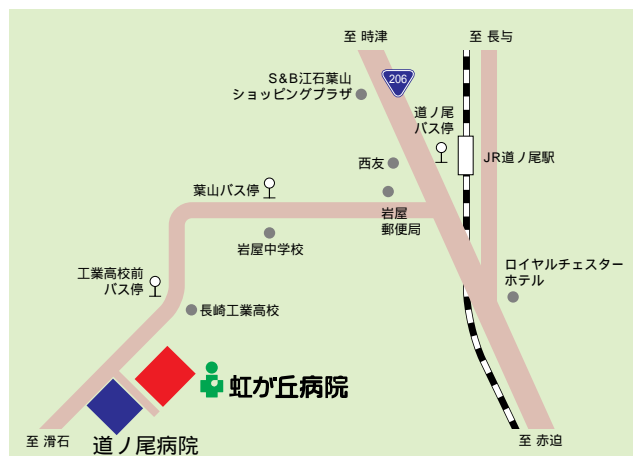 至 時津
至 長与
206
S&B江石葉山
ショッピングプラザ
道ノ尾
バス停
西友
JR道ノ尾駅
葉山バス停
岩屋
郵便局
岩屋中学校
ロイヤルチェスター
ホテル
工業高校前
バス停
長崎工業高校
虹が丘病院
至 滑石
道ノ尾病院
至 赤迫